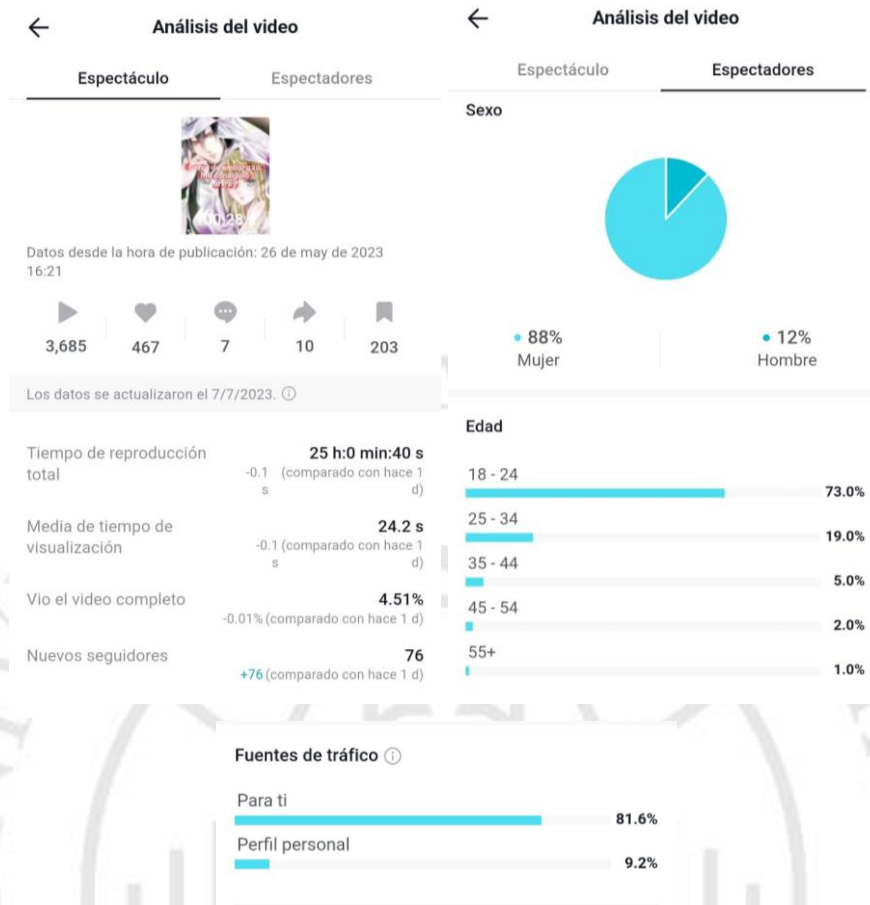 Análisis del video
Espectáculo Espectadores
Datos desde la hora de publicación: 26 de may de 2023
16:21
3,685 467 7 10 203
Los datos se actualizaron el 7/7/2023.
Tiempo de reproducción 25 h:0 min:40 s
total -0.1 (comparado con hace 1
s d)
Media de tiempo de 24.2 s
visualización -0.1 (comparado con hace 1
s d)
Vio el video completo 4.51%
-0.01% (comparado con hace 1 d)
Nuevos seguidores 76
+76 (comparado con hace 1 d)
Análisis del video
Espectáculo Espectadores
Sexo
88% 12%
Mujer Hombre
Edad
18 - 24
73.0%
25 - 34
19.0%
35 - 44
5.0%
45 - 54
2.0%
55+
1.0%
Fuentes de tráfico
Para ti
81.6%
Perfil personal
9.2%